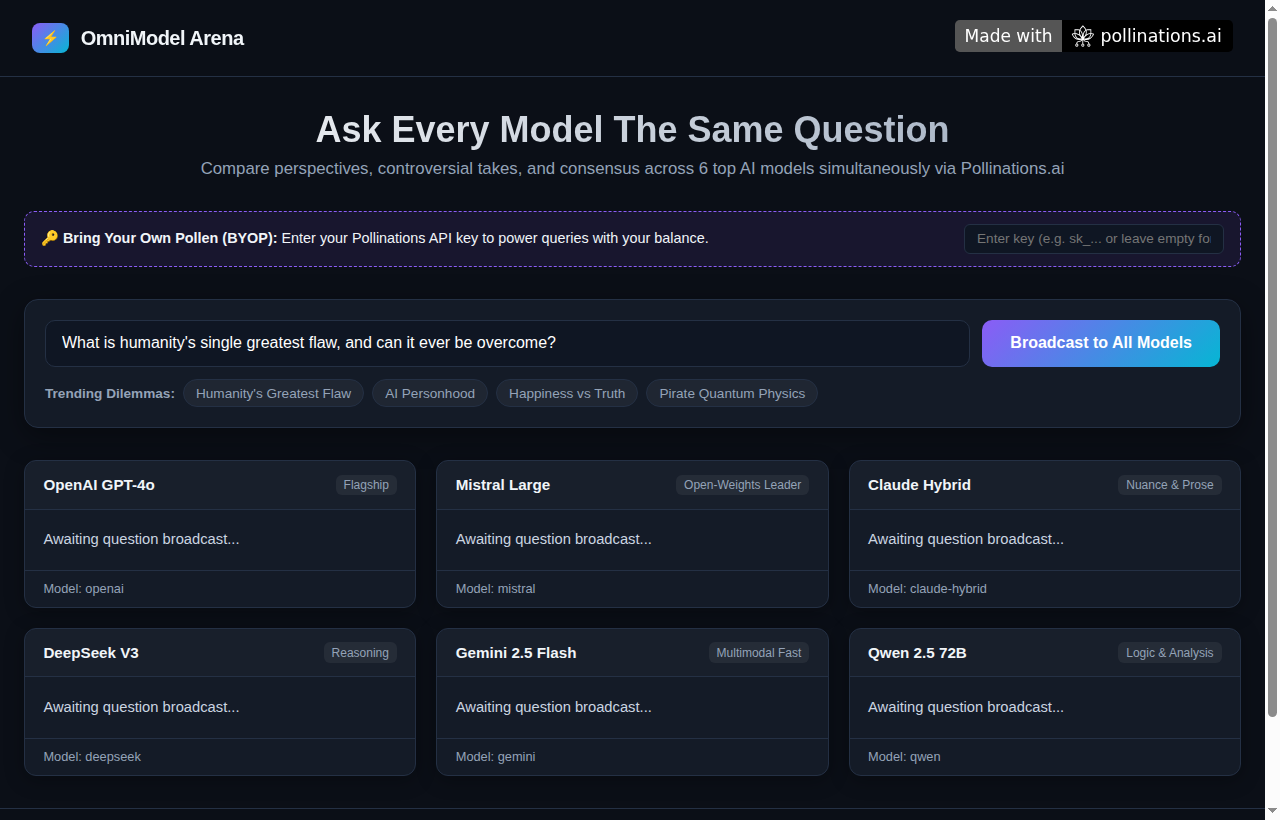 ⚡ OmniModel Arena
Made with pollinations.ai
Ask Every Model The Same Question
Compare perspectives, controversial takes, and consensus across 6 top AI models simultaneously via Pollinations.ai
🔑 Bring Your Own Pollen (BYOP): Enter your Pollinations API key to power queries with your balance.
Enter key (e.g. sk_... or leave empty fo
What is humanity's single greatest flaw, and can it ever be overcome?
Broadcast to All Models
Trending Dilemmas: Humanity's Greatest Flaw AI Personhood Happiness vs Truth Pirate Quantum Physics
OpenAI GPT-4o Flagship
Awaiting question broadcast...
Model: openai
Mistral Large Open-Weights Leader
Awaiting question broadcast...
Model: mistral
Claude Hybrid Nuance & Prose
Awaiting question broadcast...
Model: claude-hybrid
DeepSeek V3 Reasoning
Awaiting question broadcast...
Model: deepseek
Gemini 2.5 Flash Multimodal Fast
Awaiting question broadcast...
Model: gemini
Qwen 2.5 72B Logic & Analysis
Awaiting question broadcast...
Model: qwen